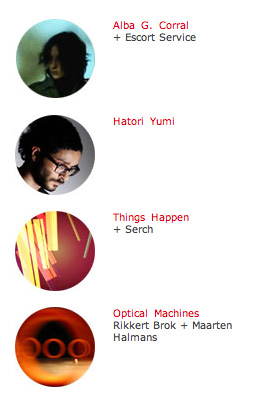 Alba G. Corral
+ Escort Service
Hatori Yumi
Things Happen
+ Serch
Optical Machines
Rikkert Brok + Maarten
Halmans